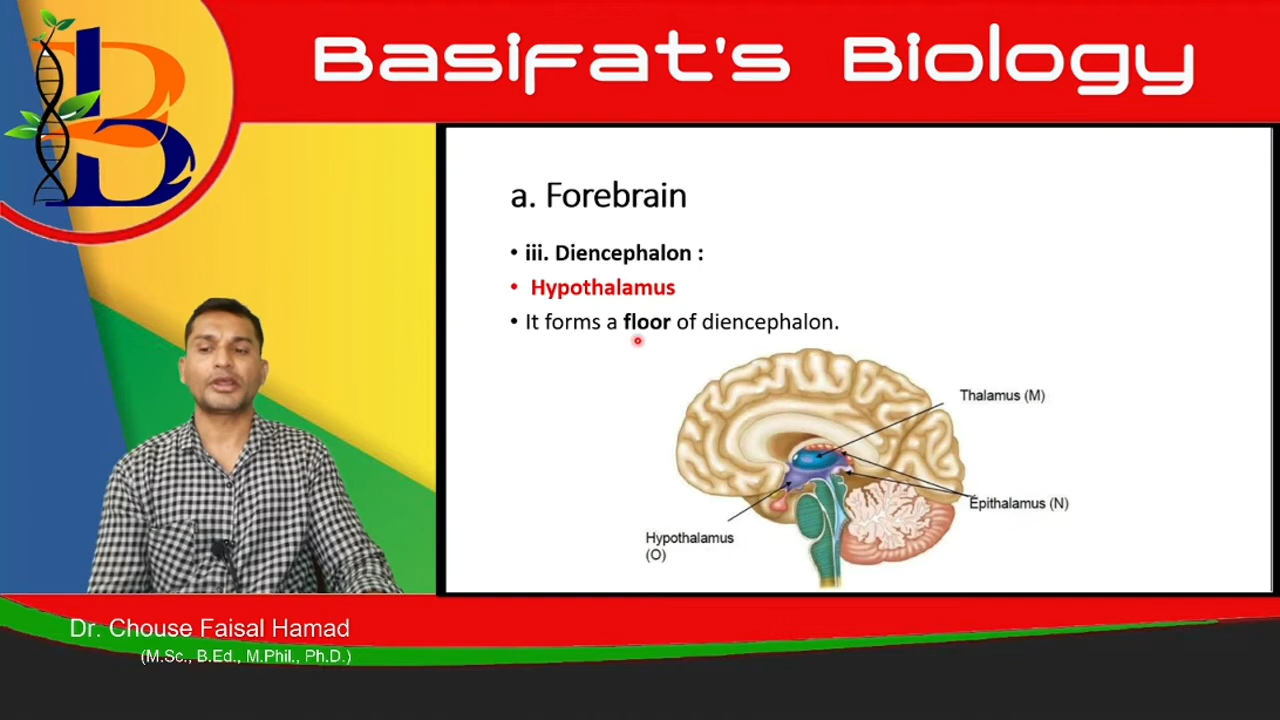 Basifat's Biology
a. Forebrain
• iii. Diencephalon :
• Hypothalamus
• It forms a floor of diencephalon.
Thalamus (M)
Epithalamus (N)
Hypothalamus
(O)
Dr. Chouse Faisal Hamad
(M.Sc., B.Ed., M.Phil., Ph.D.)